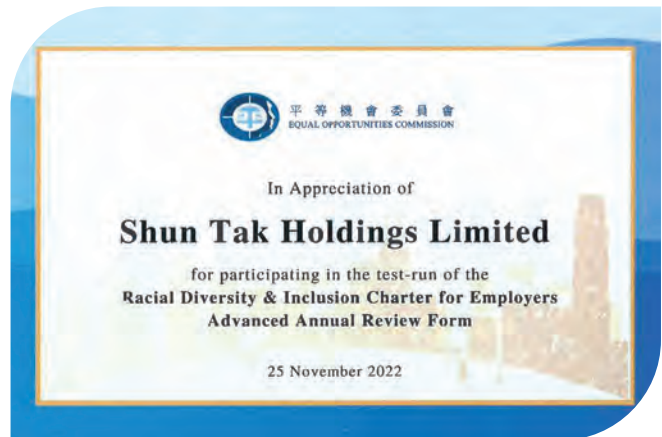 平等機會委員會
EQUAL OPPORTUNITIES COMMISSION
In Appreciation of
Shun Tak Holdings Limited
for participating in the test-run of the
Racial Diversity & Inclusion Charter for Employers
Advanced Annual Review Form
25 November 2022